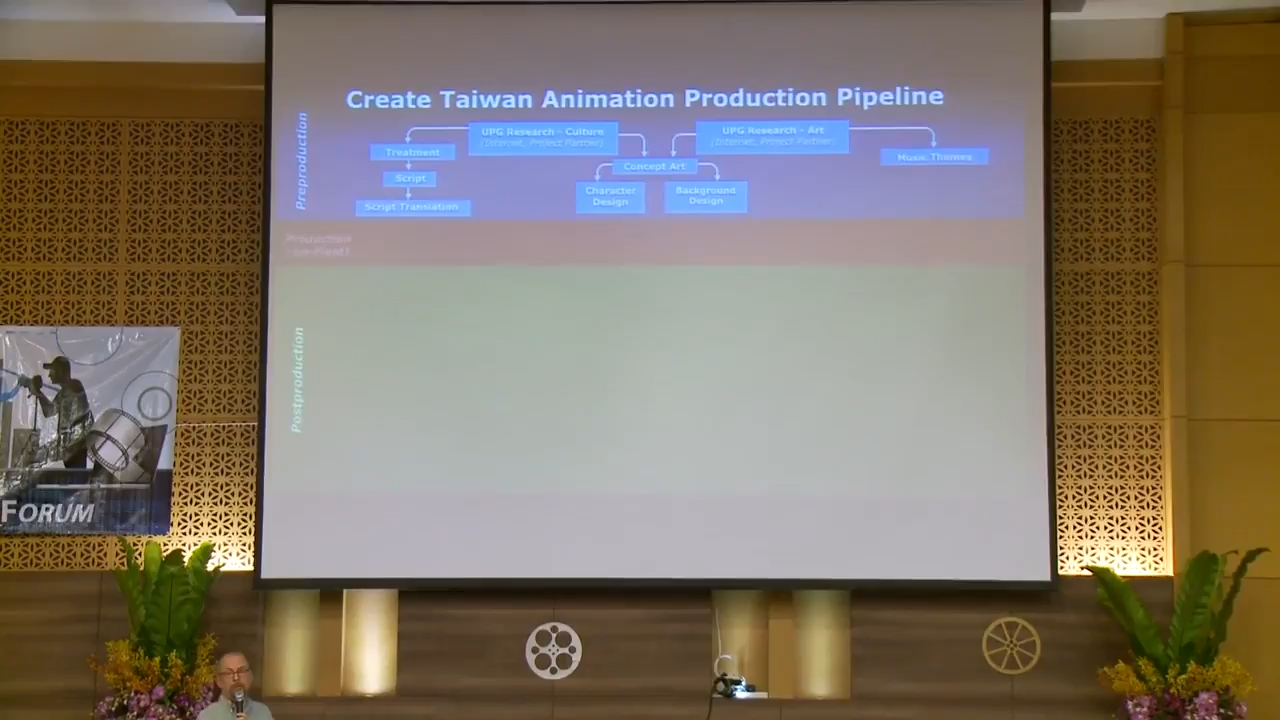 Create Taiwan Animation Production Pipeline
Preproduction
UPG Research - Culture
(Internet, Project Partner)
UPG Research - Art
(Internet, Project Partner)
Treatment
Script
Script Translation
Concept Art
Character
Design
Background
Design
Music Themes
Production
Postproduction
FORUM